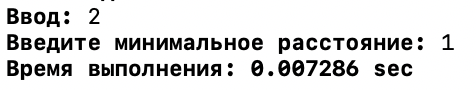 Ввод: 2
Введите минимальное расстояние: 1
Время выполнения: 0.007286 sec